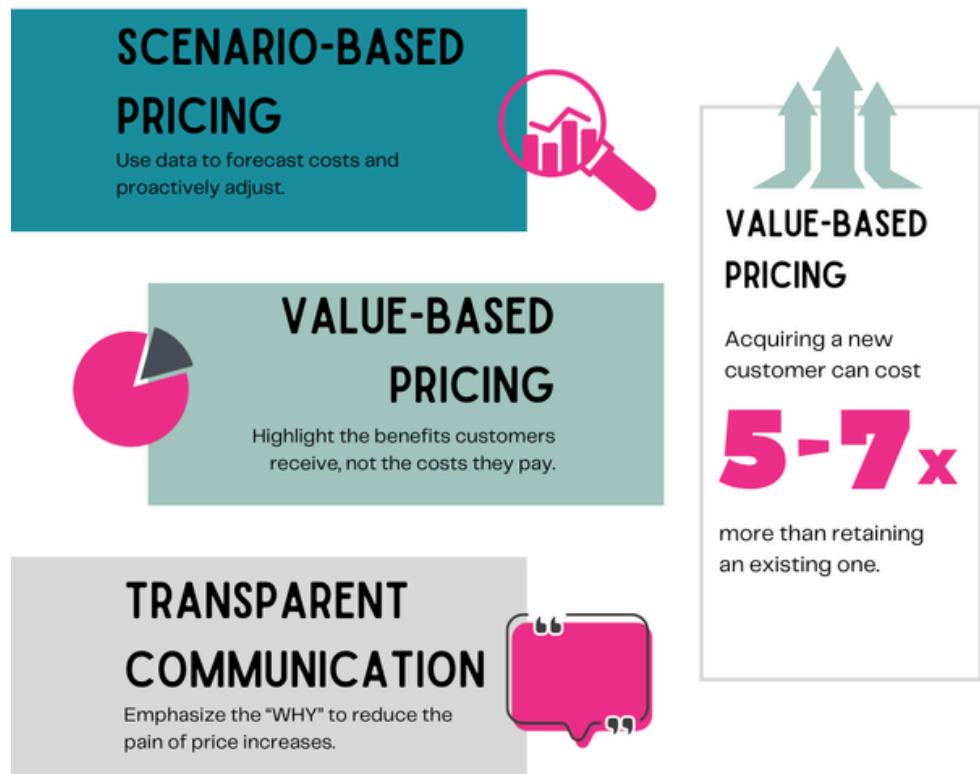 SCENARIO-BASED
PRICING
Use data to forecast costs and
proactively adjust.
VALUE-BASED
PRICING
Highlight the benefits customers
receive, not the costs they pay.
TRANSPARENT
COMMUNICATION
Emphasize the “WHY” to reduce the
pain of price increases.
VALUE-BASED
PRICING
Acquiring a new
customer can cost
5-7x
more than retaining
an existing one.